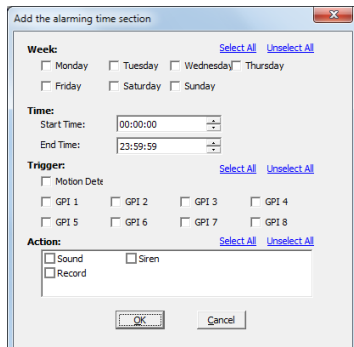 Add the alarming time section
Week: Select All Unselect All
Monday Tuesday Wednesday Thursday
Friday Saturday Sunday
Time:
Start Time: 00:00:00
End Time: 23:59:59
Trigger: Select All Unselect All
Motion Dete
GPI 1 GPI 2 GPI 3 GPI 4
GPI 5 GPI 6 GPI 7 GPI 8
Action: Select All Unselect All
Sound Siren
Record
OK Cancel